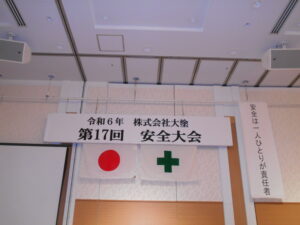 令和6年　株式会社大塗
第17回　安全大会
安全は一人ひとりが責任者